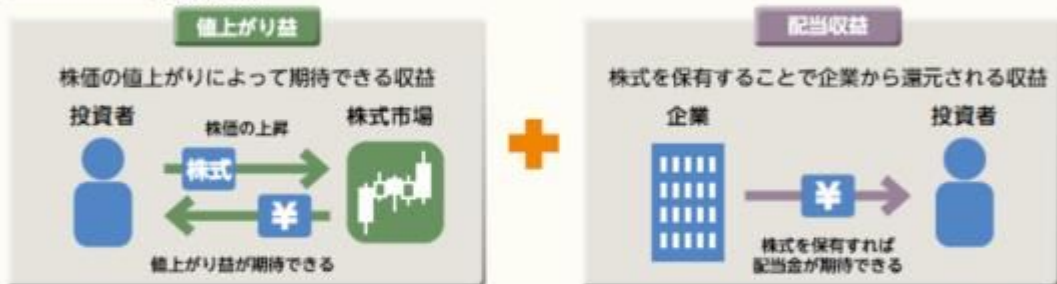 値上がり益
株価の値上がりによって期待できる収益
投資者
株価の上昇
株式市場
株式
¥
値上がり益が期待できる
配当収益
株式を保有することで企業から還元される収益
企業
投資者
¥
株式を保有すれば
配当金が期待できる